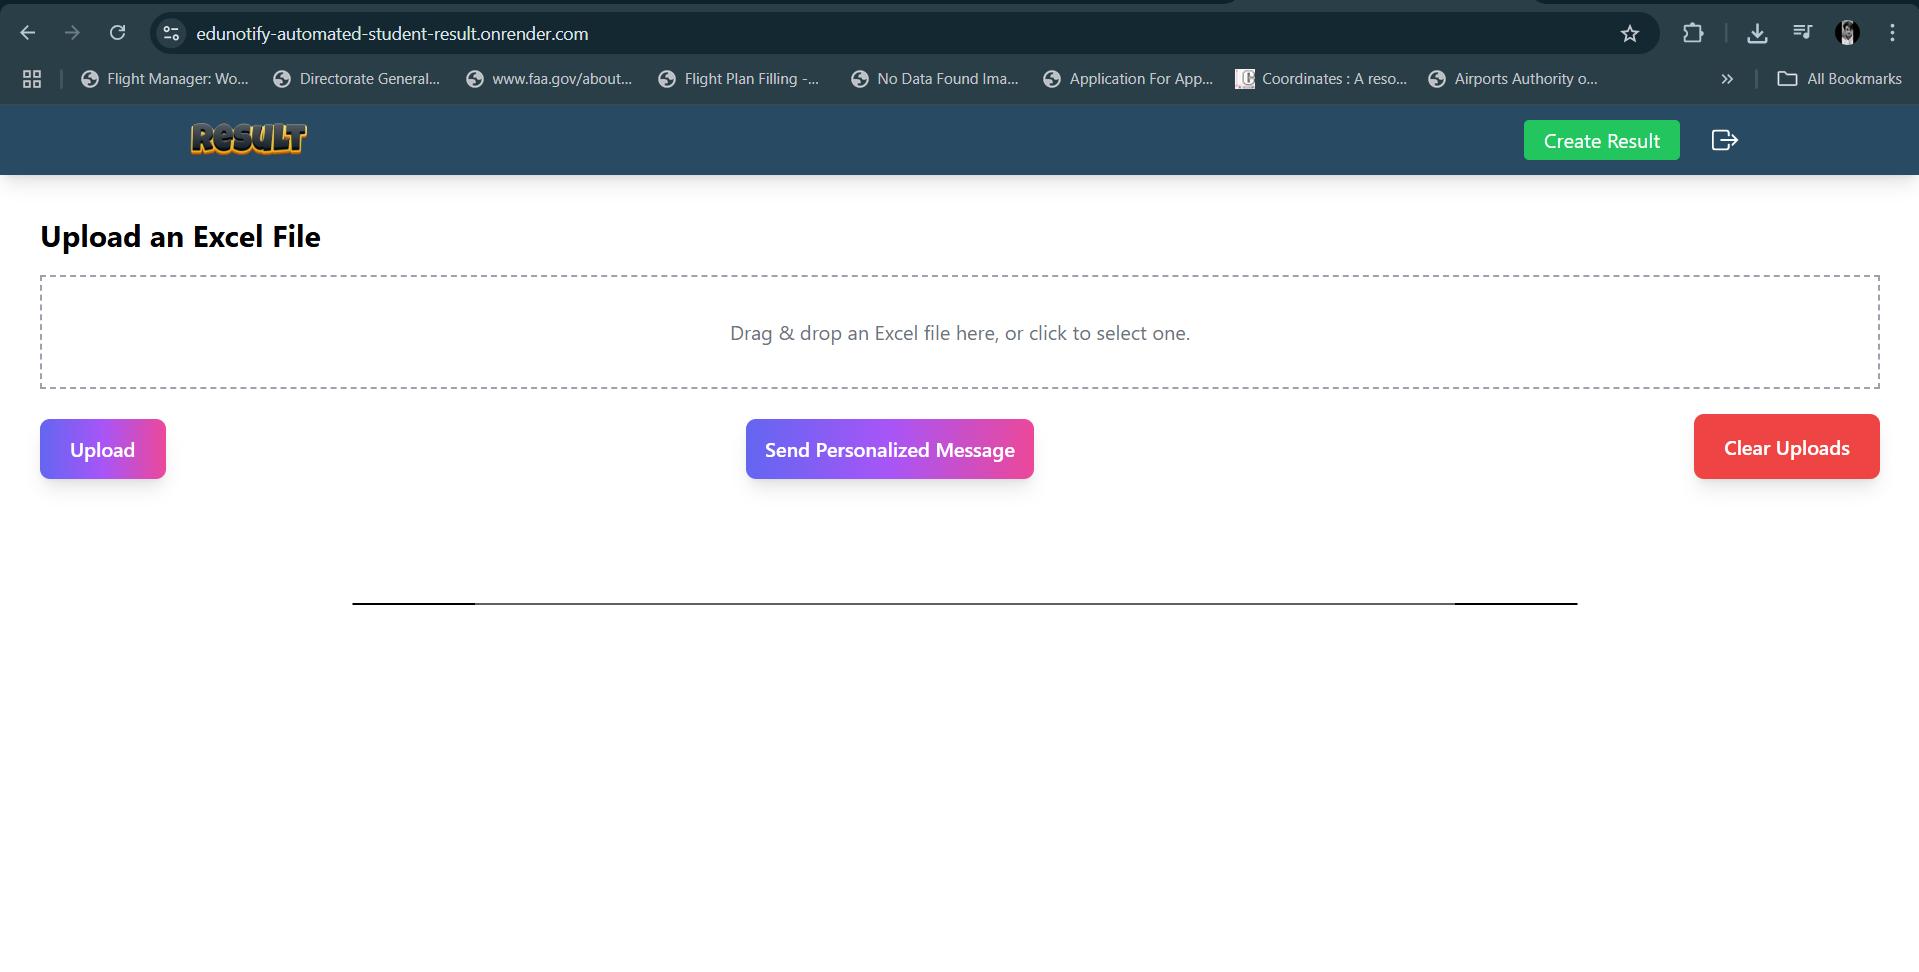 edunotify-automated-student-result.onrender.com
Flight Manager: Wo... Directorate General... www.faa.gov/about... Flight Plan Filling -... No Data Found Ima... Application For App... Coordinates : A reso... Airports Authority o... » All Bookmarks
RESULT Create Result
Upload an Excel File
Drag & drop an Excel file here, or click to select one.
Upload Send Personalized Message Clear Uploads